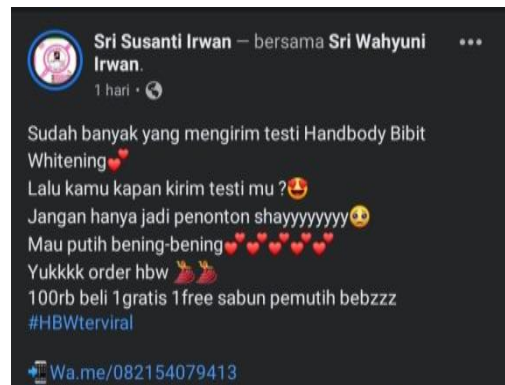 Sri Susanti Irwan — bersama Sri Wahyuni
Irwan.
1 hari •
Sudah banyak yang mengirim testi Handbody Bibit
Whitening💕
Lalu kamu kapan kirim testi mu ?🤩
Jangan hanya jadi penonton shayyyyyyyy🥺
Mau putih bening-bening💕💕💕💕💕
Yukkkk order hbw 💃💃
100rb beli 1gratis 1free sabun pemutih bebzzz
#HBWterviral
📲Wa.me/082154079413